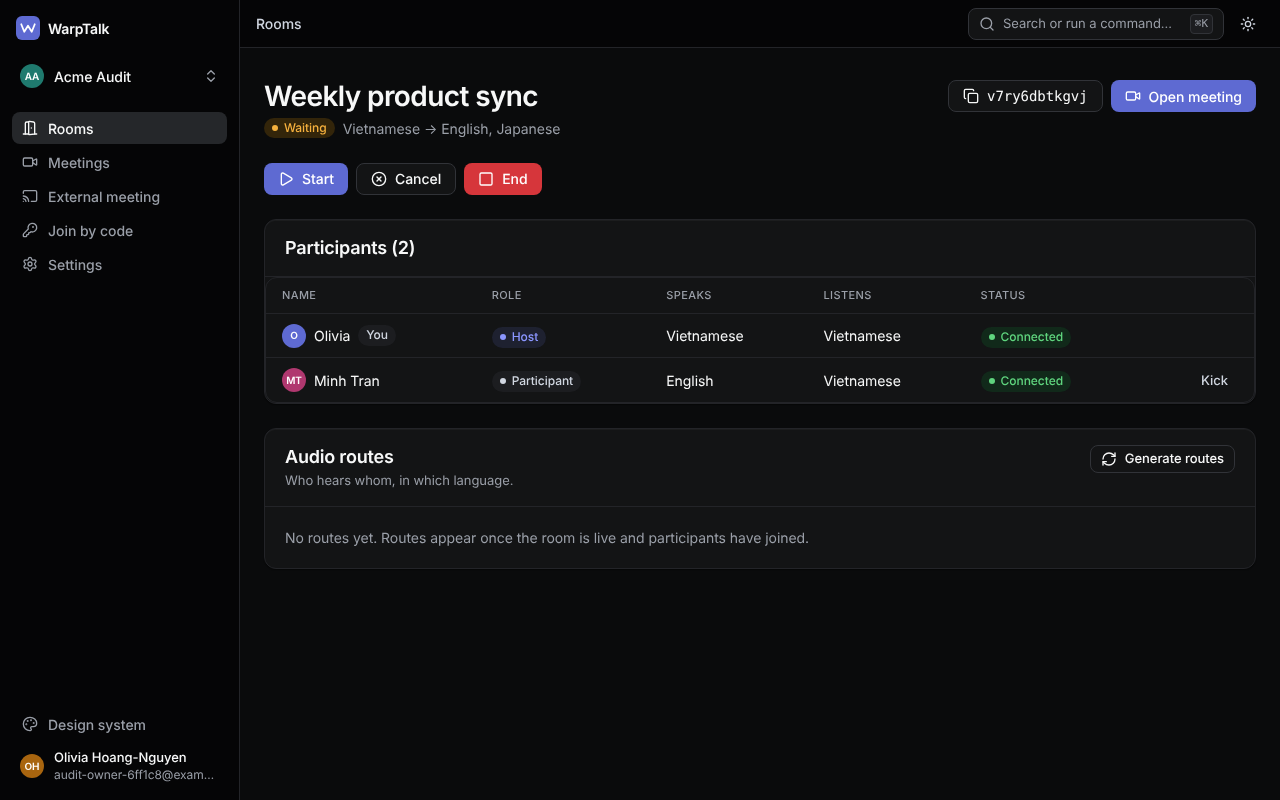 WarpTalk
Rooms
Search or run a command... ⌘K
AA Acme Audit
Rooms
Meetings
External meeting
Join by code
Settings
Weekly product sync
v7ry6dbtkgvj
Open meeting
Waiting Vietnamese → English, Japanese
Start
Cancel
End
Participants (2)
NAME ROLE SPEAKS LISTENS STATUS
O Olivia You Host Vietnamese Vietnamese Connected
MT Minh Tran Participant English Vietnamese Connected Kick
Audio routes
Who hears whom, in which language.
Generate routes
No routes yet. Routes appear once the room is live and participants have joined.
Design system
OH Olivia Hoang-Nguyen
audit-owner-6ff1c8@exam...